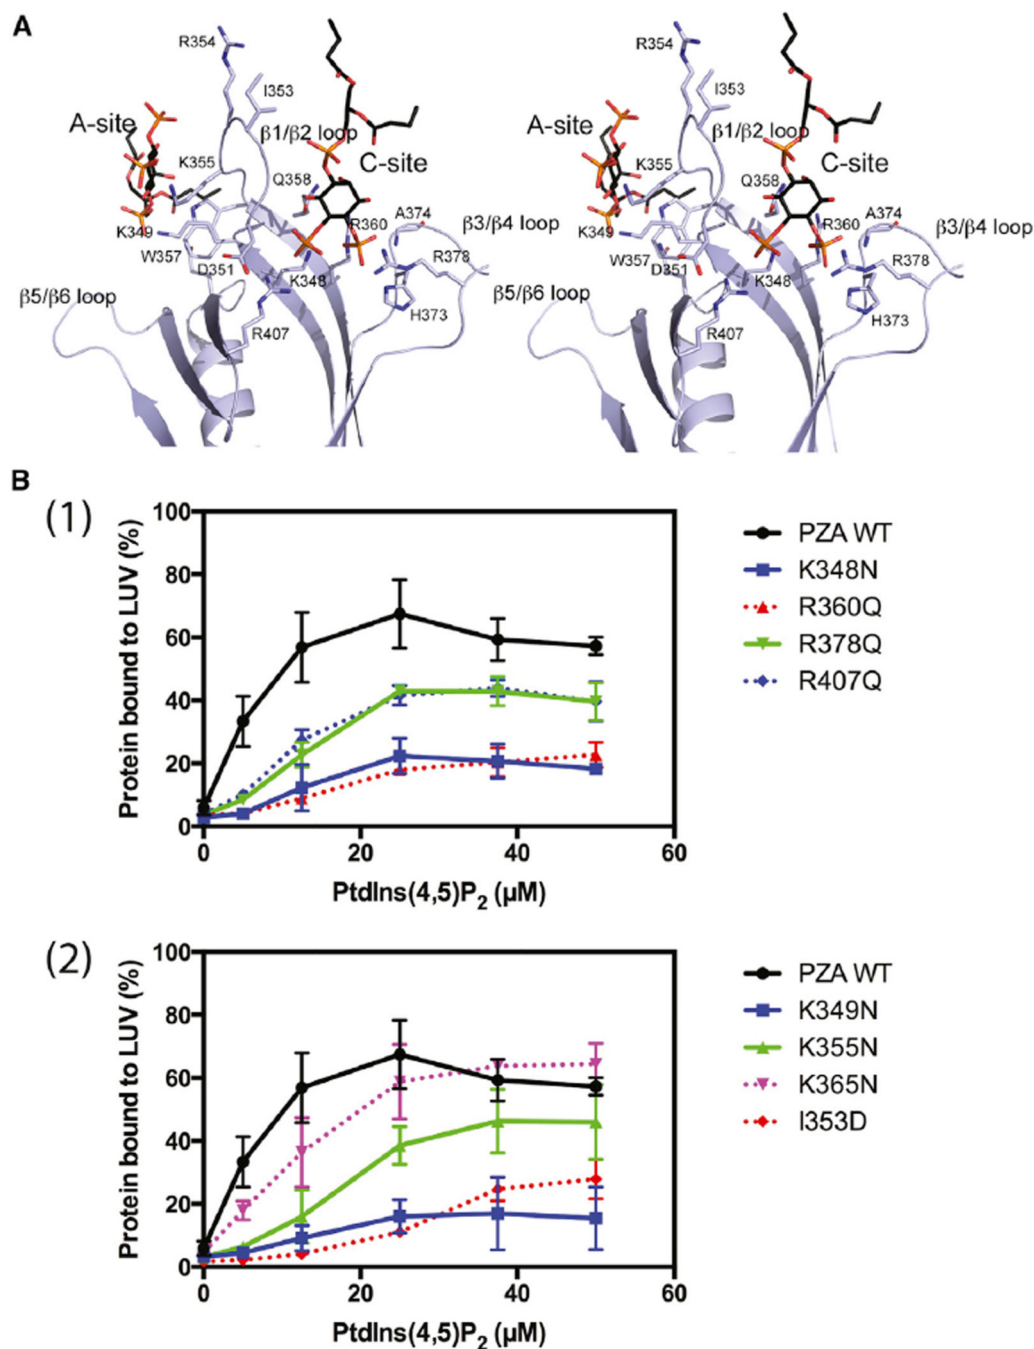 A
R354
I353
A-site
β1/β2 loop
C-site
K355
Q358
K349
R360
A374
β3/β4 loop
W357
D351
R378
K348
β5/β6 loop
H373
R407
R354
I353
A-site
β1/β2 loop
C-site
K355
Q358
K349
R360
A374
β3/β4 loop
W357
D351
R378
K348
β5/β6 loop
H373
R407
B
(1)
Protein bound to LUV (%)
100
80
60
40
20
0
0 20 40 60
PtdIns(4,5)P₂ (µM)
PZA WT
K348N
R360Q
R378Q
R407Q
(2)
Protein bound to LUV (%)
100
80
60
40
20
0
0 20 40 60
PtdIns(4,5)P₂ (µM)
PZA WT
K349N
K355N
K365N
I353D